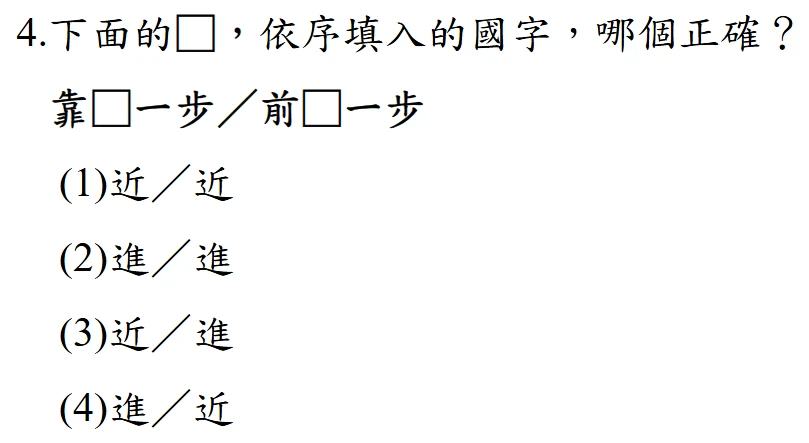 4.下面的□，依序填入的國字，哪個正確？
靠□一步／前□一步
(1)近／近
(2)進／進
(3)近／進
(4)進／近